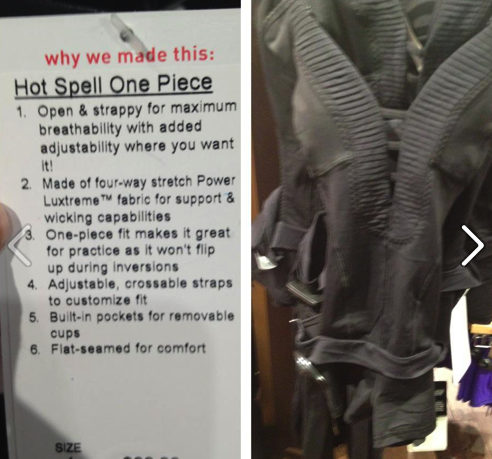 why we made this:
Hot Spell One Piece
1. Open & strappy for maximum
breathability with added
adjustability where you want
it!
2. Made of four-way stretch Power
Luxtreme™ fabric for support &
wicking capabilities
3. One-piece fit makes it great
for practice as it won't flip
up during inversions
4. Adjustable, crossable straps
to customize fit
5. Built-in pockets for removable
cups
6. Flat-seamed for comfort
SIZE